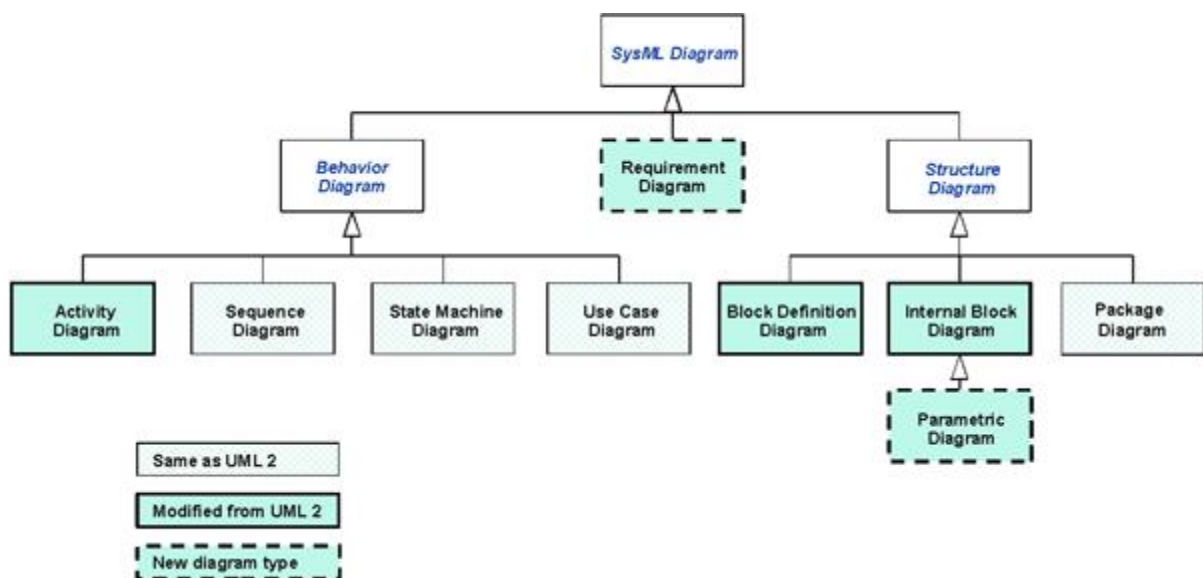 SysML Diagram
Behavior
Diagram
Requirement
Diagram
Structure
Diagram
Activity
Diagram
Sequence
Diagram
State Machine
Diagram
Use Case
Diagram
Block Definition
Diagram
Internal Block
Diagram
Package
Diagram
Parametric
Diagram
Same as UML 2
Modified from UML 2
New diagram type